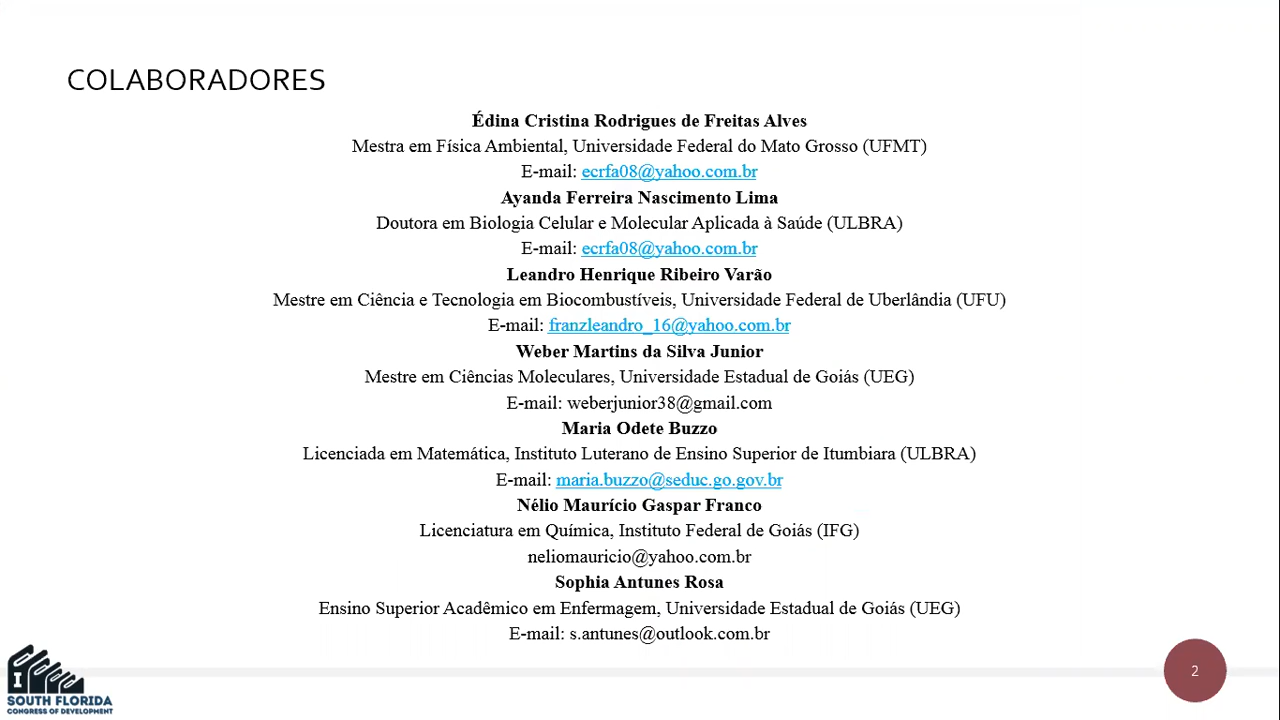 COLABORADORES
Édina Cristina Rodrigues de Freitas Alves
Mestra em Física Ambiental, Universidade Federal do Mato Grosso (UFMT)
E-mail: ecrfa08@yahoo.com.br
Ayanda Ferreira Nascimento Lima
Doutora em Biologia Celular e Molecular Aplicada à Saúde (ULBRA)
E-mail: ecrfa08@yahoo.com.br
Leandro Henrique Ribeiro Varão
Mestre em Ciência e Tecnologia em Biocombustíveis, Universidade Federal de Uberlândia (UFU)
E-mail: franzleandro_16@yahoo.com.br
Weber Martins da Silva Junior
Mestre em Ciências Moleculares, Universidade Estadual de Goiás (UEG)
E-mail: weberjunior38@gmail.com
Maria Odete Buzzo
Licenciada em Matemática, Instituto Luterano de Ensino Superior de Itumbiara (ULBRA)
E-mail: maria.buzzo@seduc.go.gov.br
Nélio Maurício Gaspar Franco
Licenciatura em Química, Instituto Federal de Goiás (IFG)
neliomauricio@yahoo.com.br
Sophia Antunes Rosa
Ensino Superior Acadêmico em Enfermagem, Universidade Estadual de Goiás (UEG)
E-mail: s.antunes@outlook.com.br
I
SOUTH FLORIDA
CONGRESS OF DEVELOPMENT
2